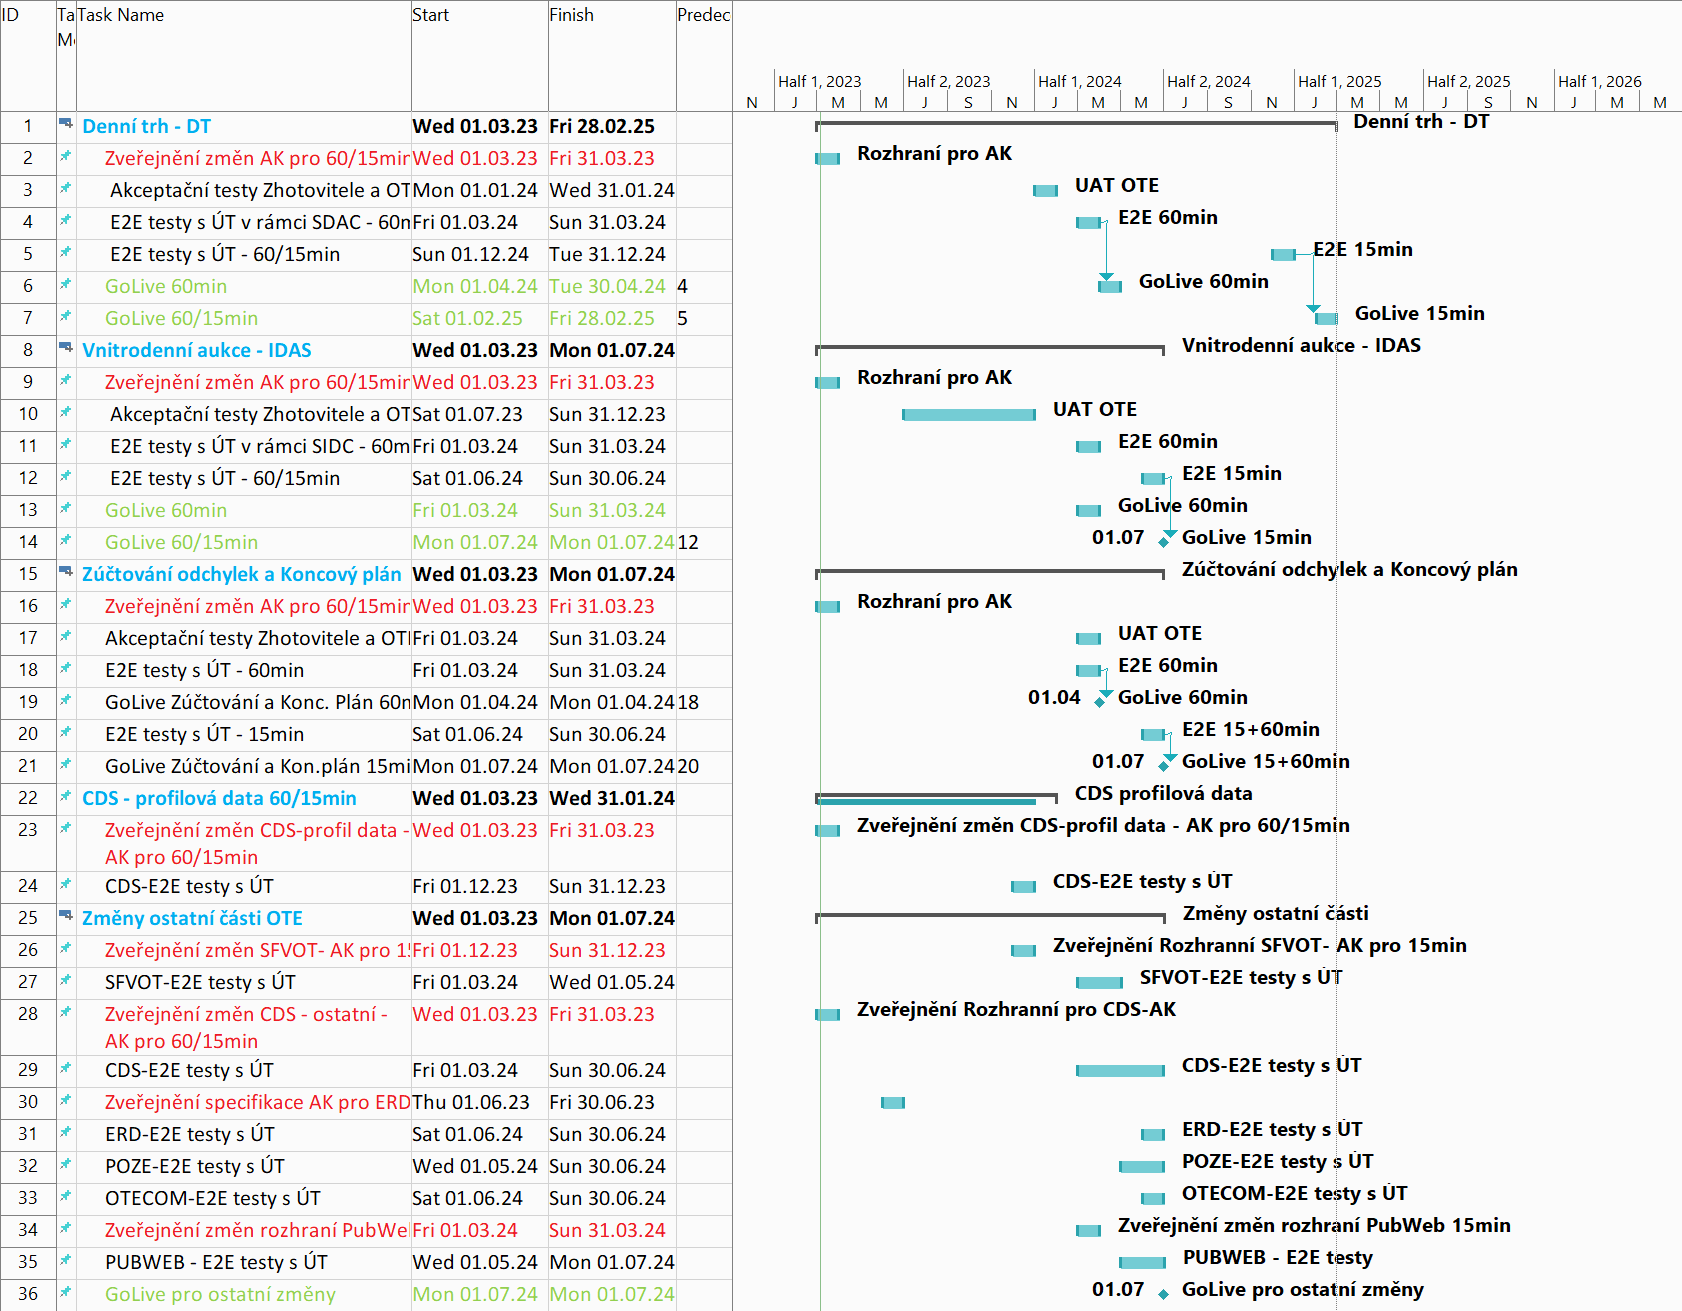 ID Ta Task Name Start Finish Predec
Mo
Half 1, 2023 Half 2, 2023 Half 1, 2024 Half 2, 2024 Half 1, 2025 Half 2, 2025 Half 1, 2026
N J M M J S N J M M J S N J M M J S N J M M
1 Denní trh - DT Wed 01.03.23 Fri 28.02.25 Denní trh - DT
2 Zveřejnění změn AK pro 60/15min Wed 01.03.23 Fri 31.03.23 Rozhraní pro AK
3 Akceptační testy Zhotovitele a OT Mon 01.01.24 Wed 31.01.24 UAT OTE
4 E2E testy s ÚT v rámci SDAC - 60m Fri 01.03.24 Sun 31.03.24 E2E 60min
5 E2E testy s ÚT - 60/15min Sun 01.12.24 Tue 31.12.24 E2E 15min
6 GoLive 60min Mon 01.04.24 Tue 30.04.24 4 GoLive 60min
7 GoLive 60/15min Sat 01.02.25 Fri 28.02.25 5 GoLive 15min
8 Vnitrodenní aukce - IDAS Wed 01.03.23 Mon 01.07.24 Vnitrodenní aukce - IDAS
9 Zveřejnění změn AK pro 60/15min Wed 01.03.23 Fri 31.03.23 Rozhraní pro AK
10 Akceptační testy Zhotovitele a OT Sat 01.07.23 Sun 31.12.23 UAT OTE
11 E2E testy s ÚT v rámci SIDC - 60m Fri 01.03.24 Sun 31.03.24 E2E 60min
12 E2E testy s ÚT - 60/15min Sat 01.06.24 Sun 30.06.24 E2E 15min
13 GoLive 60min Fri 01.03.24 Sun 31.03.24 GoLive 60min
14 GoLive 60/15min Mon 01.07.24 Mon 01.07.24 12 01.07 GoLive 15min
15 Zúčtování odchylek a Koncový plán Wed 01.03.23 Mon 01.07.24 Zúčtování odchylek a Koncový plán
16 Zveřejnění změn AK pro 60/15min Wed 01.03.23 Fri 31.03.23 Rozhraní pro AK
17 Akceptační testy Zhotovitele a OTI Fri 01.03.24 Sun 31.03.24 UAT OTE
18 E2E testy s ÚT - 60min Fri 01.03.24 Sun 31.03.24 E2E 60min
19 GoLive Zúčtování a Konc. Plán 60m Mon 01.04.24 Mon 01.04.24 18 01.04 GoLive 60min
20 E2E testy s ÚT - 15min Sat 01.06.24 Sun 30.06.24 E2E 15+60min
21 GoLive Zúčtování a Kon.plán 15mi Mon 01.07.24 Mon 01.07.24 20 01.07 GoLive 15+60min
22 CDS - profilová data 60/15min Wed 01.03.23 Wed 31.01.24 CDS profilová data
23 Zveřejnění změn CDS-profil data - Wed 01.03.23 Fri 31.03.23 Zveřejnění změn CDS-profil data - AK pro 60/15min
AK pro 60/15min
24 CDS-E2E testy s ÚT Fri 01.12.23 Sun 31.12.23 CDS-E2E testy s ÚT
25 Změny ostatní části OTE Wed 01.03.23 Mon 01.07.24 Změny ostatní části
26 Zveřejnění změn SFVOT- AK pro 15 Fri 01.12.23 Sun 31.12.23 Zveřejnění Rozhranní SFVOT- AK pro 15min
27 SFVOT-E2E testy s ÚT Fri 01.03.24 Wed 01.05.24 SFVOT-E2E testy s ÚT
28 Zveřejnění změn CDS - ostatní - Wed 01.03.23 Fri 31.03.23 Zveřejnění Rozhranní pro CDS-AK
AK pro 60/15min
29 CDS-E2E testy s ÚT Fri 01.03.24 Sun 30.06.24 CDS-E2E testy s ÚT
30 Zveřejnění specifikace AK pro ERD Thu 01.06.23 Fri 30.06.23
31 ERD-E2E testy s ÚT Sat 01.06.24 Sun 30.06.24 ERD-E2E testy s ÚT
32 POZE-E2E testy s ÚT Wed 01.05.24 Sun 30.06.24 POZE-E2E testy s ÚT
33 OTECOM-E2E testy s ÚT Sat 01.06.24 Sun 30.06.24 OTECOM-E2E testy s ÚT
34 Zveřejnění změn rozhraní PubWe Fri 01.03.24 Sun 31.03.24 Zveřejnění změn rozhraní PubWeb 15min
35 PUBWEB - E2E testy s ÚT Wed 01.05.24 Mon 01.07.24 PUBWEB - E2E testy
36 GoLive pro ostatní změny Mon 01.07.24 Mon 01.07.24 01.07 GoLive pro ostatní změny